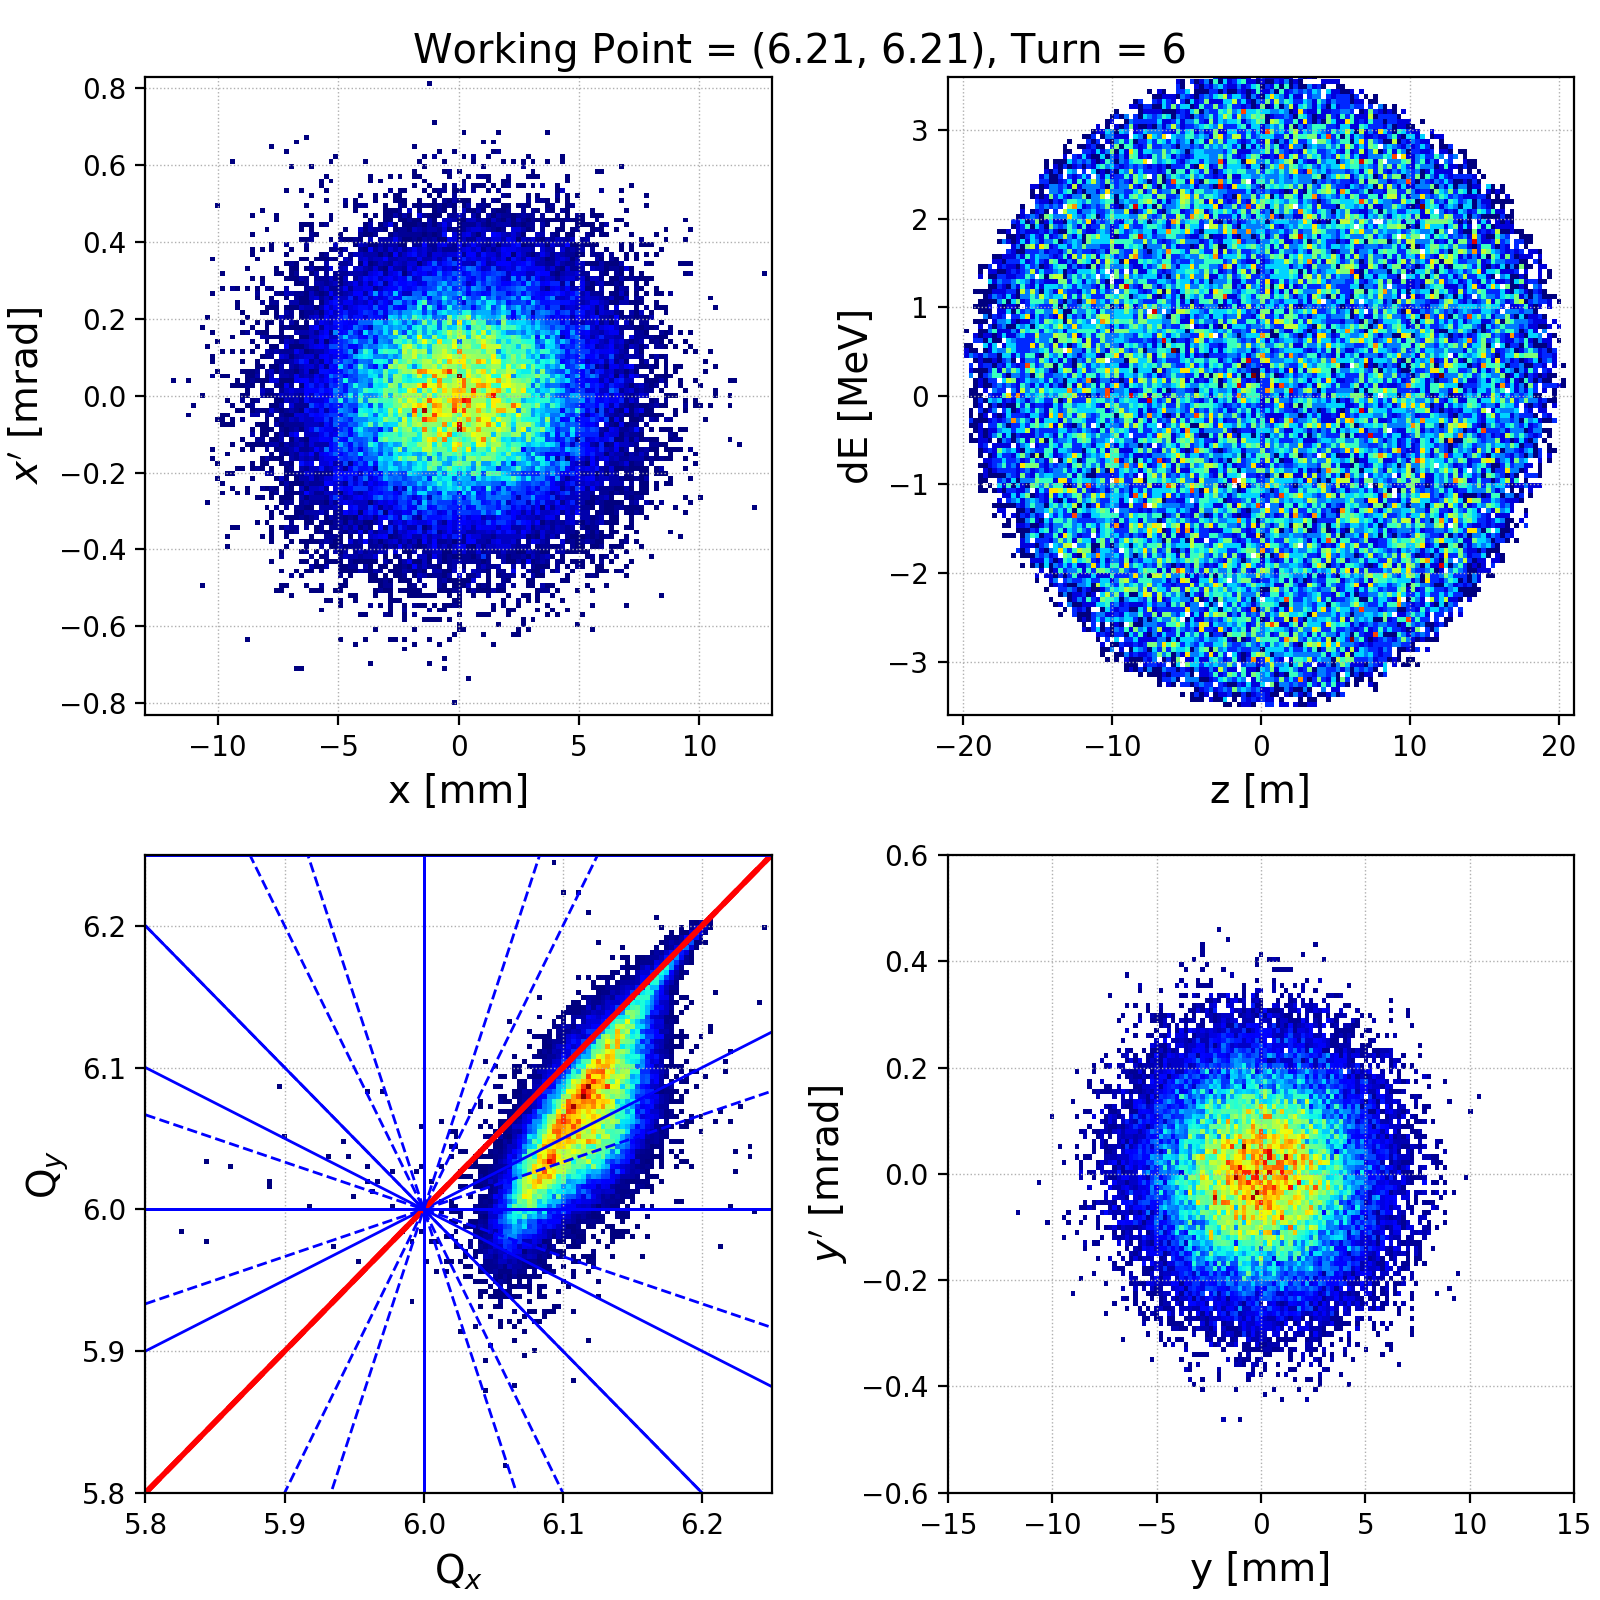 Working Point = (6.21, 6.21), Turn = 6
0.8
0.6
0.4
0.2
0.0
−0.2
−0.4
−0.6
−0.8
x′ [mrad]
−10 −5 0 5 10
x [mm]
3
2
1
0
−1
−2
−3
dE [MeV]
−20 −10 0 10 20
z [m]
6.2
6.1
6.0
5.9
5.8
Qy
5.8 5.9 6.0 6.1 6.2
Qx
0.6
0.4
0.2
0.0
−0.2
−0.4
−0.6
y′ [mrad]
−15 −10 −5 0 5 10 15
y [mm]